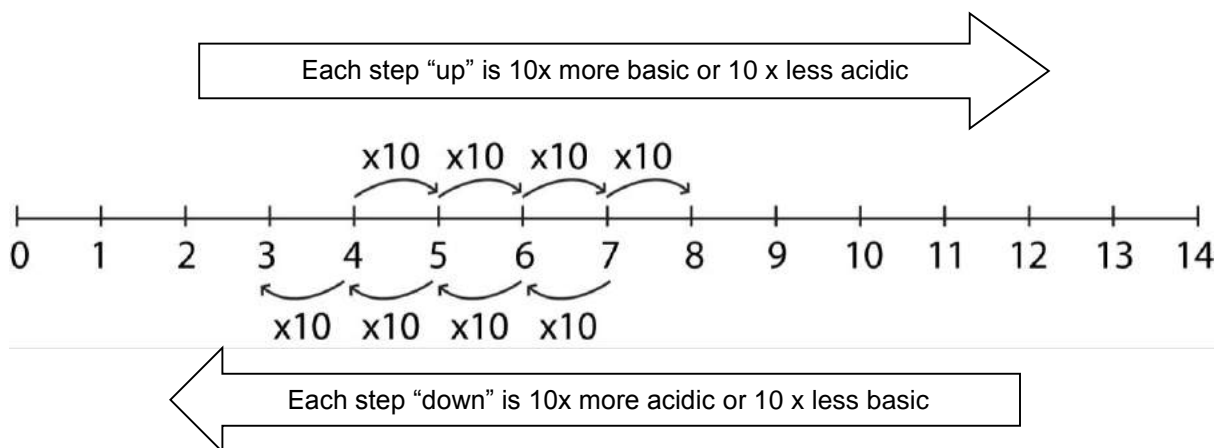 Each step “up” is 10x more basic or 10 x less acidic
x10 x10 x10 x10
0 1 2 3 4 5 6 7 8 9 10 11 12 13 14
x10 x10 x10 x10
Each step “down” is 10x more acidic or 10 x less basic